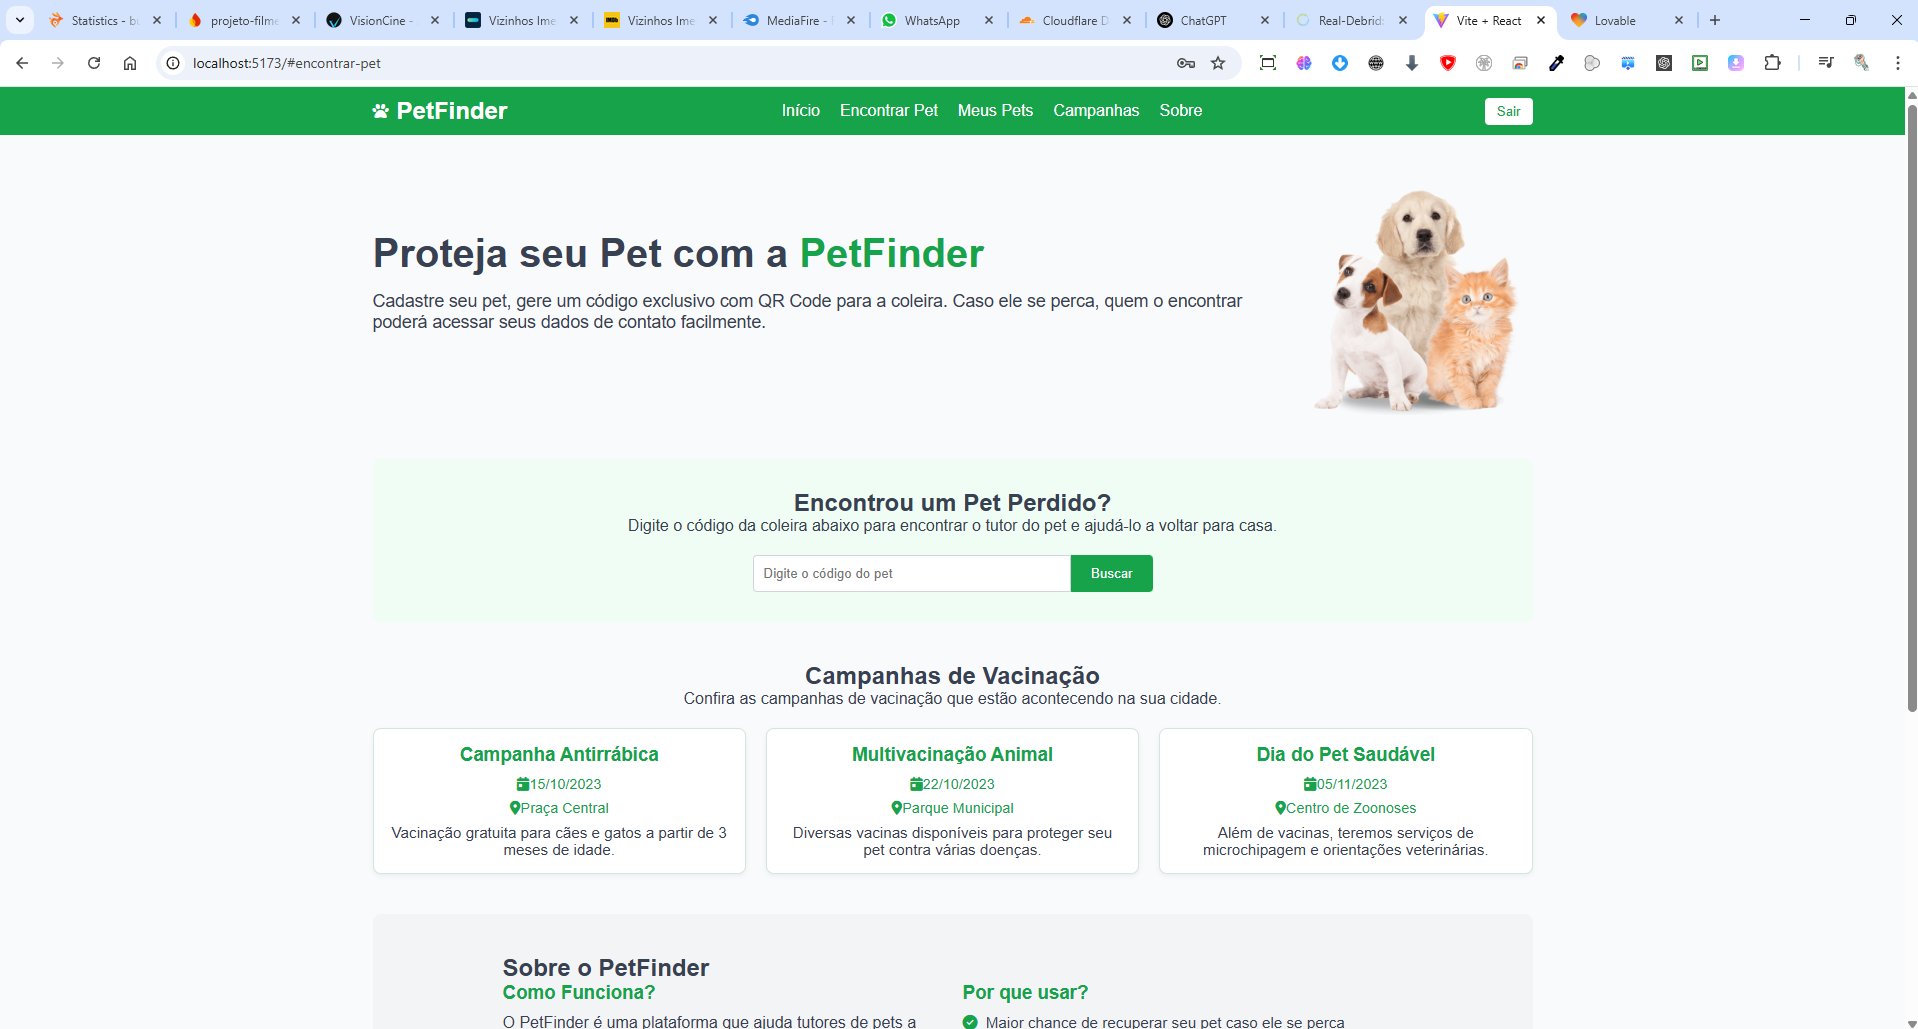 Statistics - bu
projeto-filme
VisionCine -
Vizinhos Ime
Vizinhos Ime
MediaFire -
WhatsApp
Cloudflare D
ChatGPT
Real-Debrid
Vite + React
Lovable
localhost:5173/#encontrar-pet
PetFinder
Início Encontrar Pet Meus Pets Campanhas Sobre
Sair
Proteja seu Pet com a PetFinder
Cadastre seu pet, gere um código exclusivo com QR Code para a coleira. Caso ele se perca, quem o encontrar
poderá acessar seus dados de contato facilmente.
Encontrou um Pet Perdido?
Digite o código da coleira abaixo para encontrar o tutor do pet e ajudá-lo a voltar para casa.
Digite o código do pet
Buscar
Campanhas de Vacinação
Confira as campanhas de vacinação que estão acontecendo na sua cidade.
Campanha Antirrábica
15/10/2023
Praça Central
Vacinação gratuita para cães e gatos a partir de 3
meses de idade.
Multivacinação Animal
22/10/2023
Parque Municipal
Diversas vacinas disponíveis para proteger seu
pet contra várias doenças.
Dia do Pet Saudável
05/11/2023
Centro de Zoonoses
Além de vacinas, teremos serviços de
microchipagem e orientações veterinárias.
Sobre o PetFinder
Como Funciona?
O PetFinder é uma plataforma que ajuda tutores de pets a
Por que usar?
Maior chance de recuperar seu pet caso ele se perca